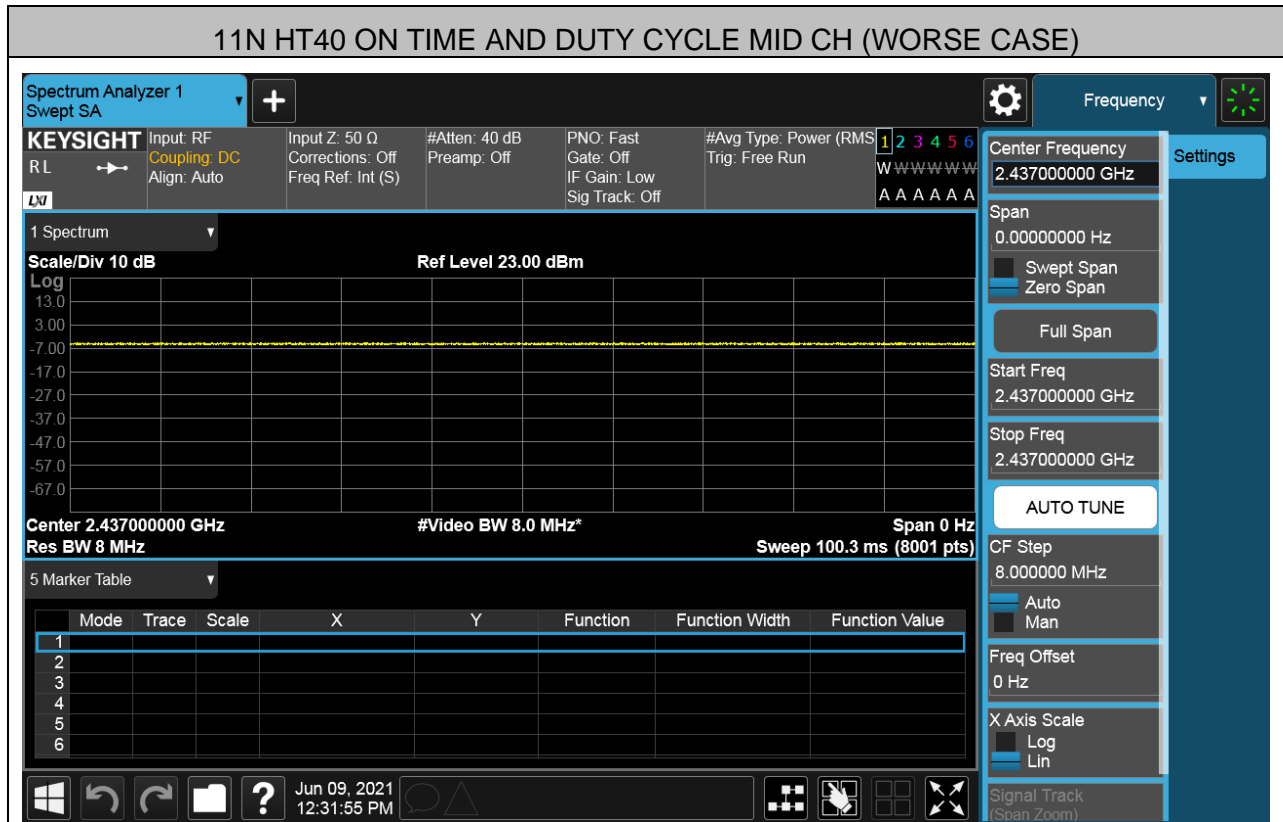 11N HT40 ON TIME AND DUTY CYCLE MID CH (WORSE CASE)
Spectrum Analyzer 1
Swept SA
+
Frequency
KEYSIGHT
RL
LXI
Input: RF
Coupling: DC
Align: Auto
Input Z: 50 Ω
Corrections: Off
Freq Ref: Int (S)
#Atten: 40 dB
Preamp: Off
PNO: Fast
Gate: Off
IF Gain: Low
Sig Track: Off
#Avg Type: Power (RMS
Trig: Free Run
1 2 3 4 5 6
W W W W W W
A A A A A A
1 Spectrum
Scale/Div 10 dB
Ref Level 23.00 dBm
Log
13.0
3.00
-7.00
-17.0
-27.0
-37.0
-47.0
-57.0
-67.0
Center 2.437000000 GHz
#Video BW 8.0 MHz*
Span 0 Hz
Res BW 8 MHz
Sweep 100.3 ms (8001 pts)
5 Marker Table
Mode Trace Scale X Y Function Function Width Function Value
1
2
3
4
5
6
?
Jun 09, 2021
12:31:55 PM
Center Frequency
2.437000000 GHz
Settings
Span
0.00000000 Hz
Swept Span
Zero Span
Full Span
Start Freq
2.437000000 GHz
Stop Freq
2.437000000 GHz
AUTO TUNE
CF Step
8.000000 MHz
Auto
Man
Freq Offset
0 Hz
X Axis Scale
Log
Lin
Signal Track
(Span Zoom)